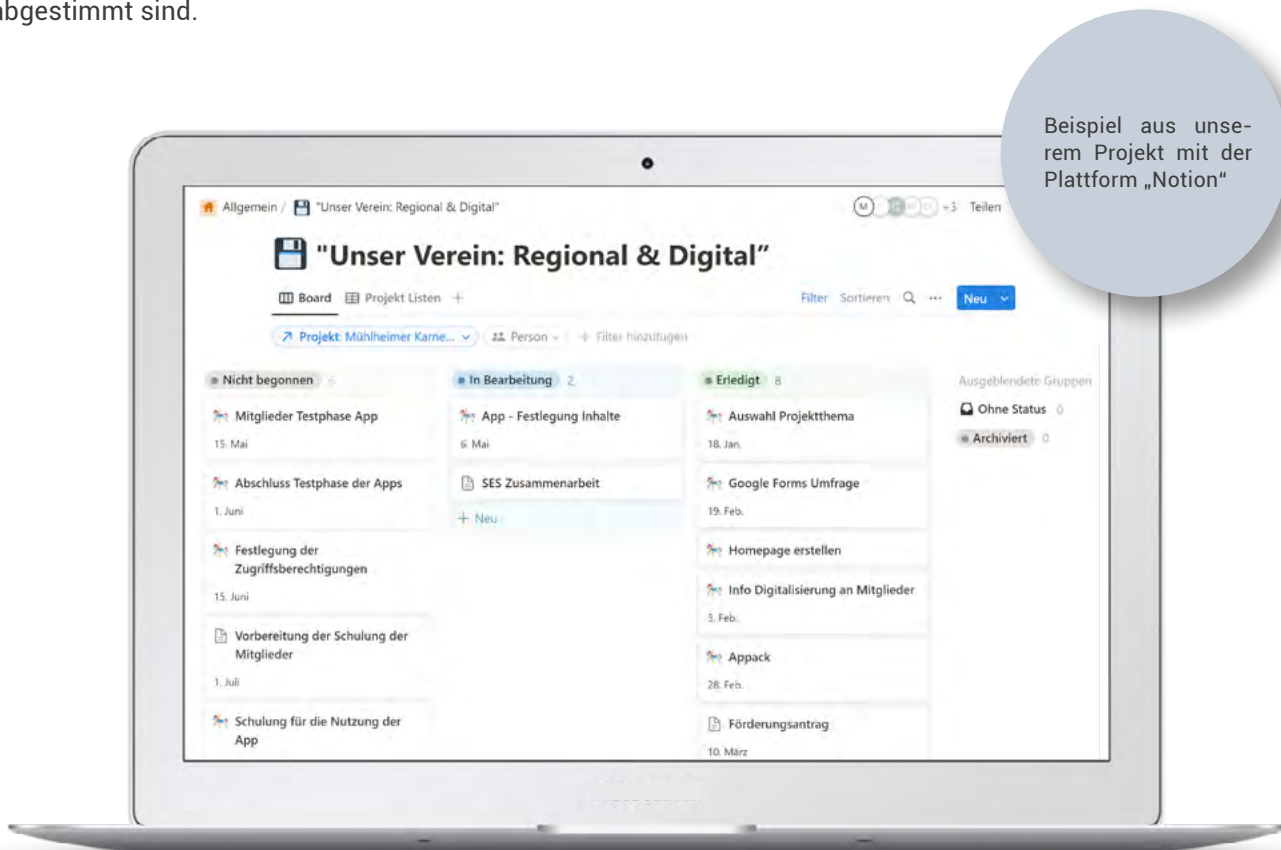 abgestimmt sind.
Beispiel aus unse-
rem Projekt mit der
Plattform „Notion“
Allgemein / "Unser Verein: Regional & Digital"
M +3 Teilen
"Unser Verein: Regional & Digital”
Board Projekt Listen +
Filter Sortieren ••• Neu
Projekt: Mühlheimer Karne... Person + Filter hinzufügen
Nicht begonnen 6
Mitglieder Testphase App
15. Mai
Abschluss Testphase der Apps
1. Juni
Festlegung der
Zugriffsberechtigungen
15. Juni
Vorbereitung der Schulung der
Mitglieder
1. Juli
Schulung für die Nutzung der
App
In Bearbeitung 2
App - Festlegung Inhalte
6. Mai
SES Zusammenarbeit
+ Neu
Erledigt 8
Auswahl Projektthema
18. Jan.
Google Forms Umfrage
19. Feb.
Homepage erstellen
Info Digitalisierung an Mitglieder
3. Feb.
Appack
28. Feb.
Förderungsantrag
10. März
Ausgeblendete Gruppen
Ohne Status 0
Archiviert 0